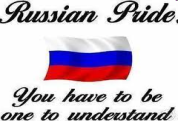 Russian Pride!
You have to be
one to understand